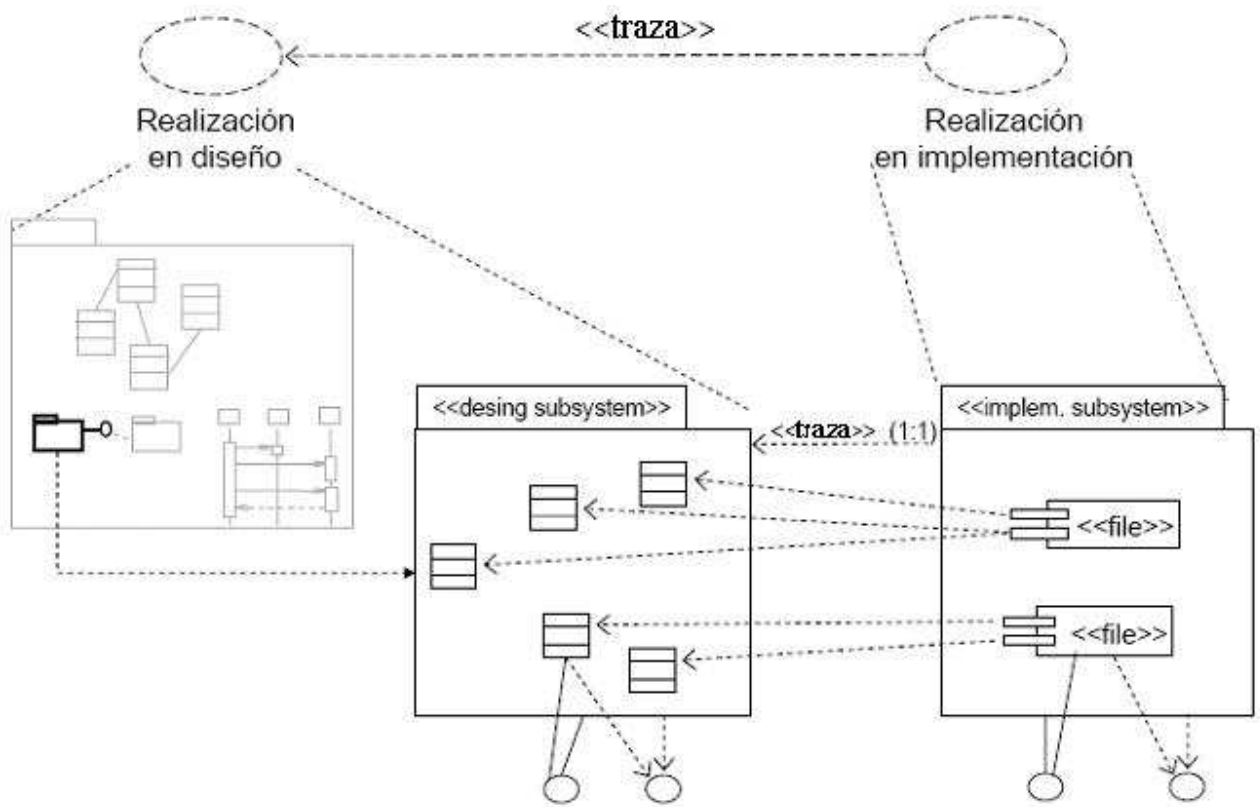 <<traza>>
Realización
en diseño
Realización
en implementación
<<desing subsystem>>
<<traza>> (1:1)
<<implem. subsystem>>
<<file>>
<<file>>